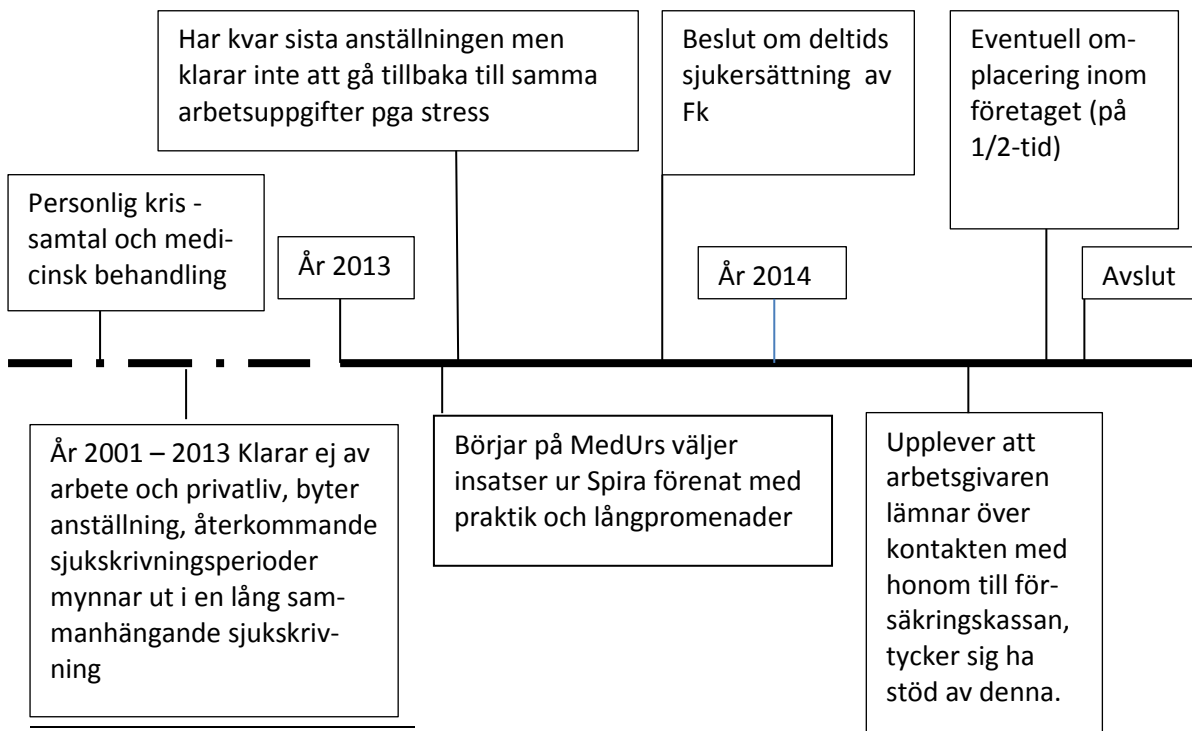 Har kvar sista anställningen men
klarar inte att gå tillbaka till samma
arbetsuppgifter pga stress
Beslut om deltids
sjukersättning av
Fk
Eventuell om-
placering inom
företaget (på
1/2-tid)
Personlig kris -
samtal och medi-
cinsk behandling
År 2013
År 2014
Avslut
År 2001 – 2013 Klarar ej av
arbete och privatliv, byter
anställning, återkommande
sjukskrivningsperioder
mynnar ut i en lång sam-
manhängande sjukskriv-
ning
Börjar på MedUrs väljer
insatser ur Spira förenat med
praktik och långpromenader
Upplever att
arbetsgivaren
lämnar över
kontakten med
honom till för-
säkringskassan,
tycker sig ha
stöd av denna.